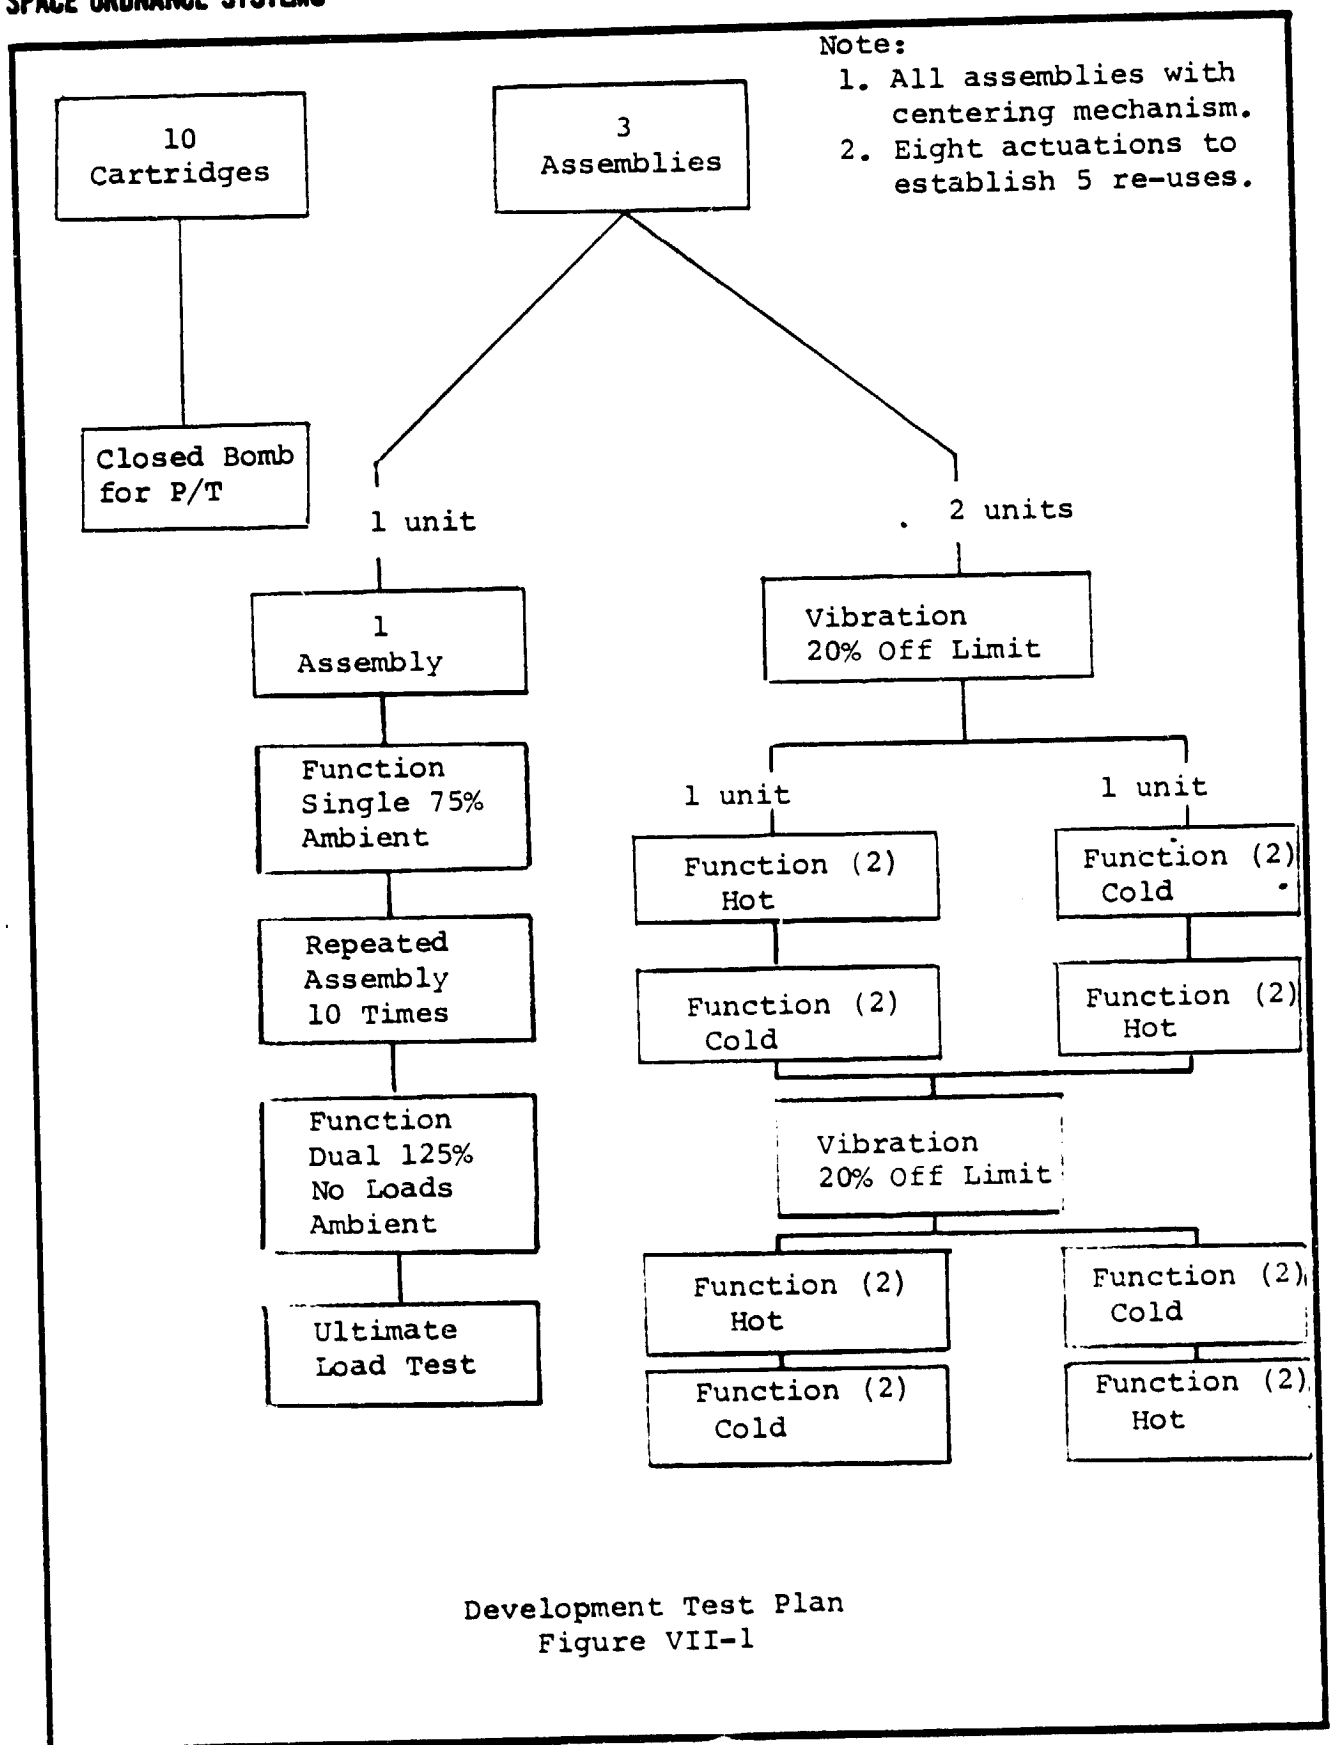 SPACE ORDNANCE SYSTEMS
Note:
1. All assemblies with
centering mechanism.
2. Eight actuations to
establish 5 re-uses.
10
Cartridges
3
Assemblies
Closed Bomb
for P/T
1 unit
2 units
1
Assembly
Vibration
20% Off Limit
Function
Single 75%
Ambient
1 unit
1 unit
Function (2)
Hot
Function (2)
Cold
Repeated
Assembly
10 Times
Function (2)
Cold
Function (2)
Hot
Function
Dual 125%
No Loads
Ambient
Vibration
20% Off Limit
Function (2)
Hot
Function (2)
Cold
Ultimate
Load Test
Function (2)
Cold
Function (2)
Hot
Development Test Plan
Figure VII-1